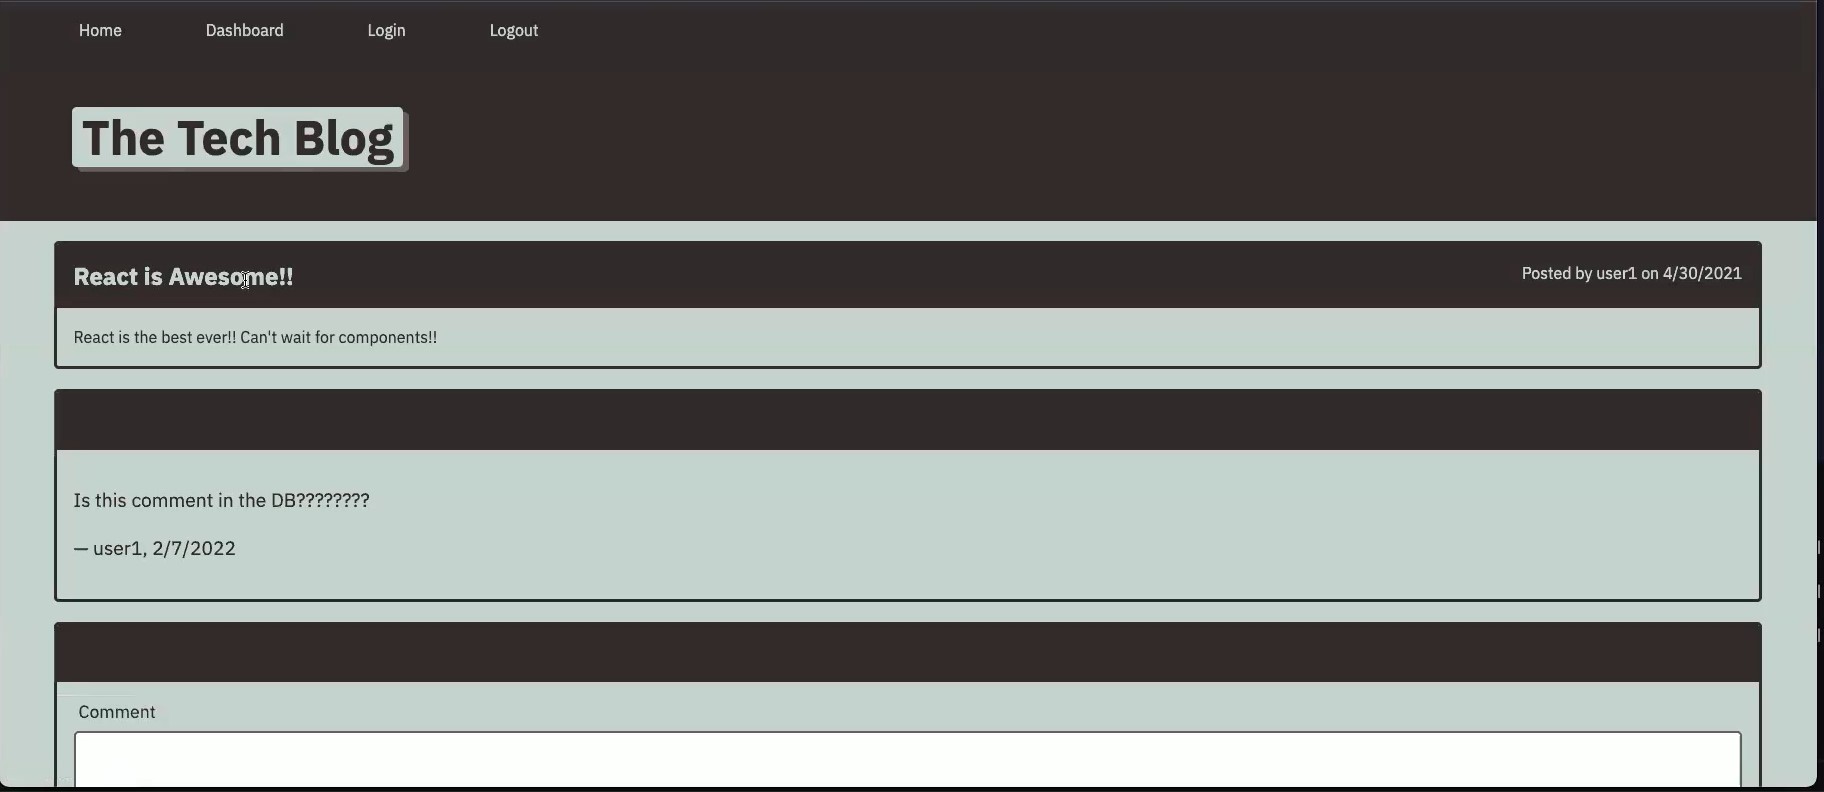 Home Dashboard Login Logout
The Tech Blog
React is Awesome!! Posted by user1 on 4/30/2021
React is the best ever!! Can't wait for components!!
Is this comment in the DB????????
— user1, 2/7/2022
Comment